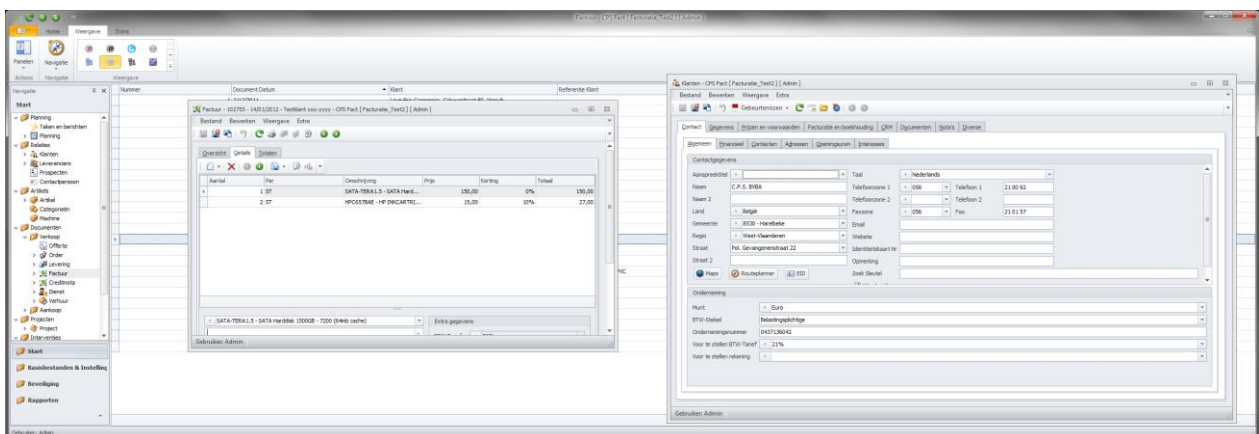 Factuur - CPS Fact [ Facturatie_Test2 ] [ Admin ]
Home Weergave Extra
Panelen Navigatie
Actions Navigatie Weergave
Navigatie
Start
Planning
Taken en berichten
Planning
Relaties
Klanten
Leveranciers
Prospecten
Contactpersoon
Artikels
Artikel
Categorieën
Machine
Documenten
Verkoop
Offerte
Order
Levering
Factuur
Creditnota
Dienst
Verhuur
Aankoop
Projecten
Project
Interventies
Start
Basisbestanden & Instelling
Beveiliging
Rapporten
Gebruiker: Admin
Nummer Document Datum Klant Referentie Klant
Factuur - 102755 - 14/01/2012 - Testklant xxx-yyyy - CPS Fact [ Facturatie_Test2 ] [ Admin ]
Bestand Bewerken Weergave Extra
Overzicht Details Totalen
Aantal Per Omschrijving Prijs Korting Totaal
1 ST SATA-TERA1.5 - SATA Hard... 150,00 0% 150,00
2 ST HPC6578AE - HP INKCARTRI... 15,00 10% 27,00
SATA-TERA1.5 - SATA Harddisk 1500GB - 7200 (64mb cache)
Extra gegevens
Gebruiker: Admin
Klanten - CPS Fact [ Facturatie_Test2 ] [ Admin ]
Bestand Bewerken Weergave Extra
Gebeurtenissen
Contact Gegevens Prijzen en voorwaarden Facturatie en boekhouding CRM Documenten Nota's Diverse
Algemeen Financieel Contacten Adressen Openingsuren Interesses
Contactgegevens
Aanspreektitel Taal Nederlands
Naam C.P.S. BVBA Telefoonzone 1 056 Telefoon 1 21 00 92
Naam 2 Telefoonzone 2 Telefoon 2
Land België Faxzone 056 Fax 21 01 57
Gemeente 8530 - Harelbeke Email
Regio West-Vlaanderen Website
Straat Pol. Gevangenenstraat 22 Identiteitskaart Nr
Straat 2 Opmerking
Maps Routeplanner EID Zoek Sleutel
Onderneming
Munt Euro
BTW-Stelsel Belastingsplichtige
Ondernemingsnummer 0437136042
Voor te stellen BTW-Tarief 21%
Voor te stellen rekening
Gebruiker: Admin